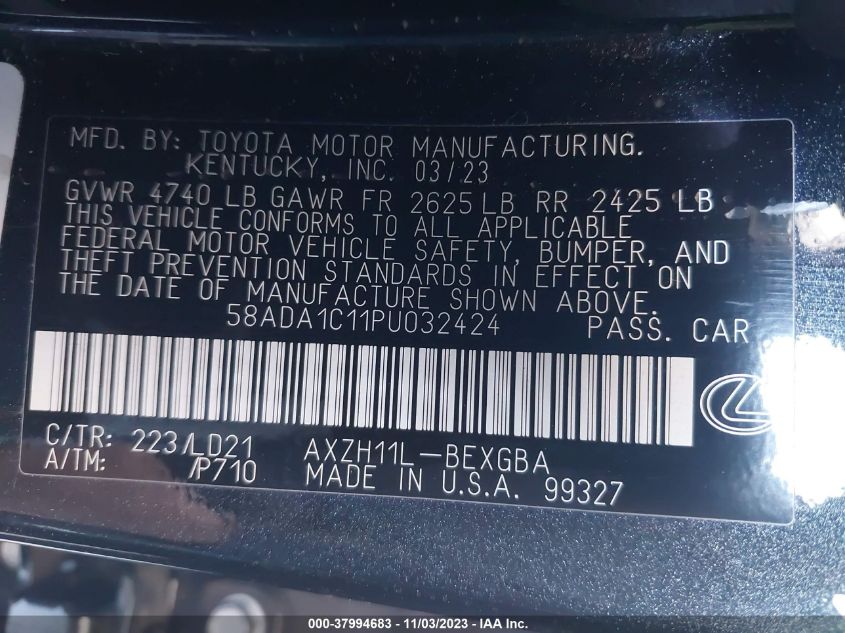 MFD. BY: TOYOTA MOTOR MANUFACTURING.
KENTUCKY, INC. 03/23
GVWR 4740 LB GAWR FR 2625 LB RR 2425 LB
THIS VEHICLE CONFORMS TO ALL APPLICABLE
FEDERAL MOTOR VEHICLE SAFETY, BUMPER, AND
THEFT PREVENTION STANDARDS IN EFFECT ON
THE DATE OF MANUFACTURE SHOWN ABOVE.
58ADA1C11PU032424 PASS. CAR
C/TR: 223/LD21 AXZH11L-BEXGBA
A/TM: /P710 MADE IN U.S.A. 99327
000-37994683 - 11/03/2023 - IAA Inc.